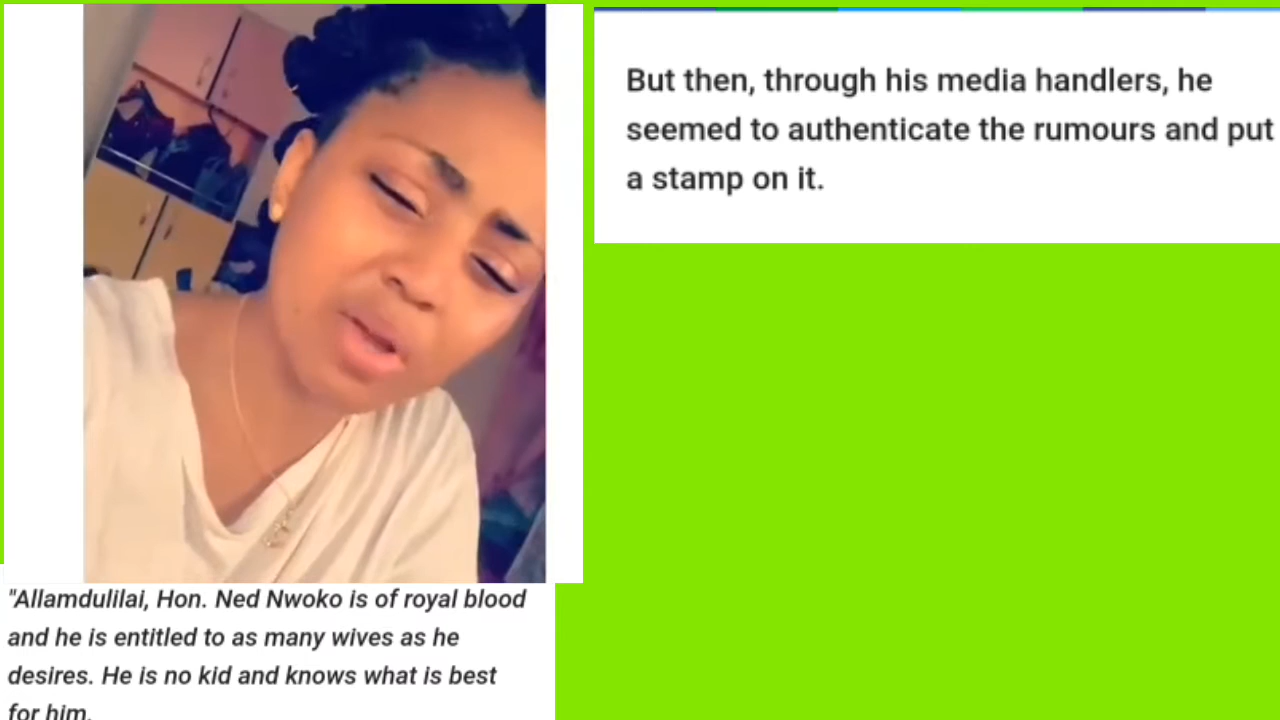 But then, through his media handlers, he
seemed to authenticate the rumours and put
a stamp on it.
"Allamdulilai, Hon. Ned Nwoko is of royal blood
and he is entitled to as many wives as he
desires. He is no kid and knows what is best
for him.